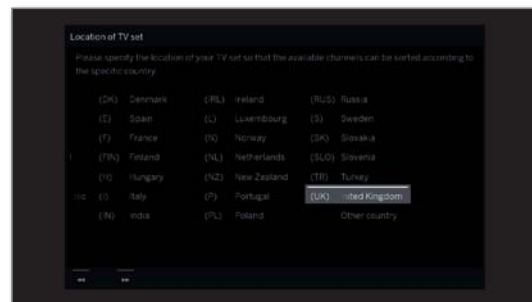 Location of TV set
Please specify the location of your TV set so that the available channels can be sorted according to
the specific country.
(DK) Denmark (IRL) Ireland (RUS) Russia
(E) Spain (L) Luxembourg (S) Sweden
(F) France (N) Norway (SK) Slovakia
(FIN) Finland (NL) Netherlands (SLO) Slovenia
(H) Hungary (NZ) New Zealand (TR) Turkey
(I) Italy (P) Portugal (UK) United Kingdom
(IN) India (PL) Poland Other country